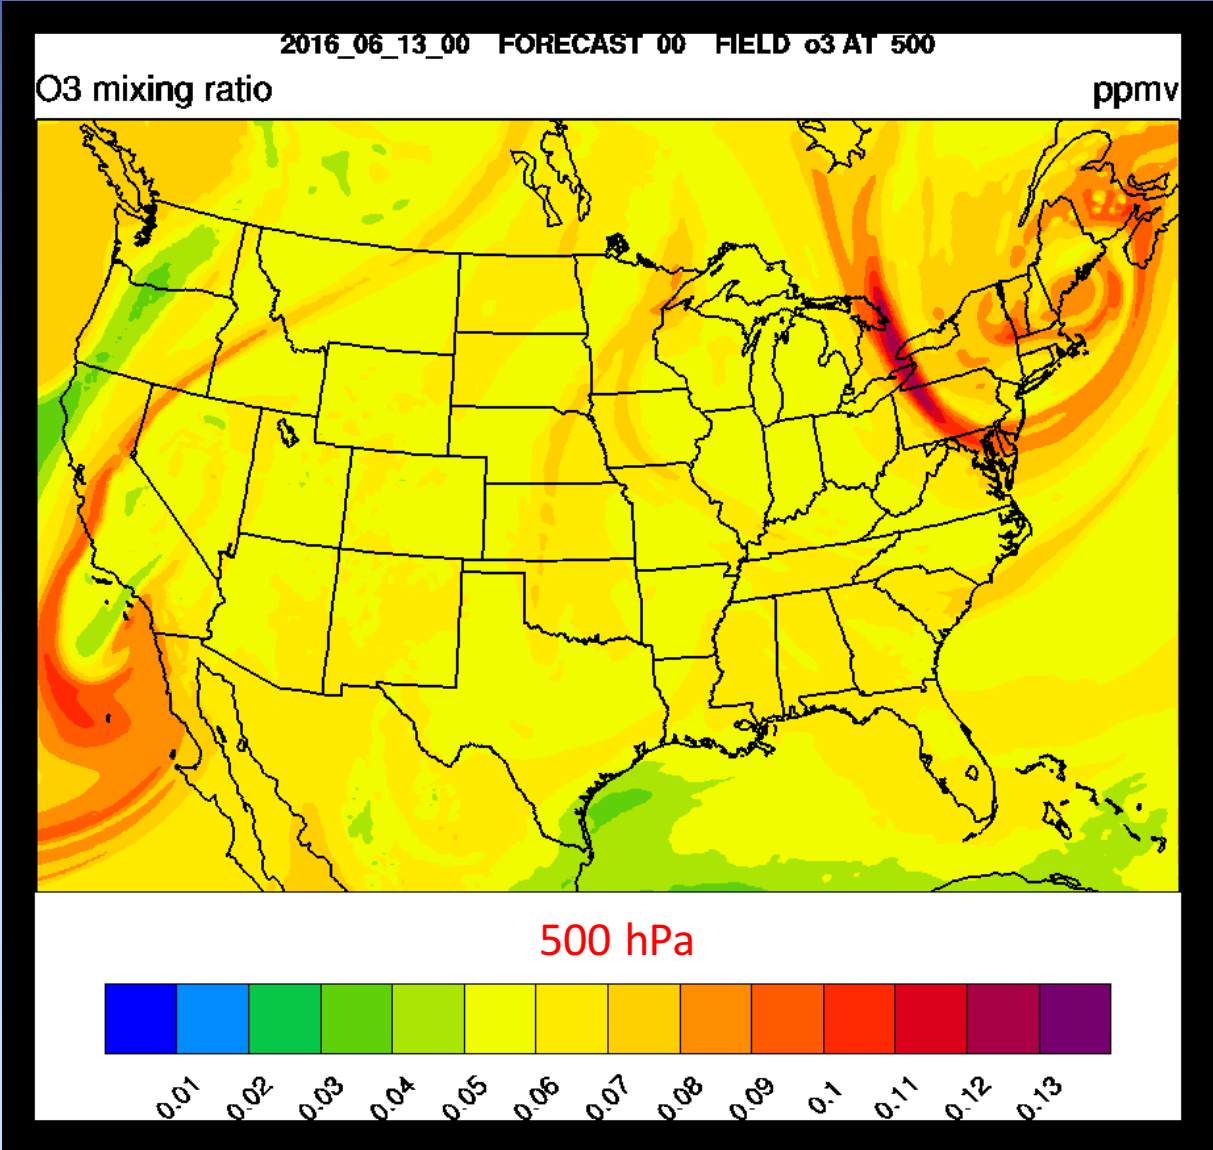 2016_06_13_00 FORECAST 00 FIELD o3 AT 500
O3 mixing ratio ppmv
500 hPa
0.01 0.02 0.03 0.04 0.05 0.06 0.07 0.08 0.09 0.1 0.11 0.12 0.13